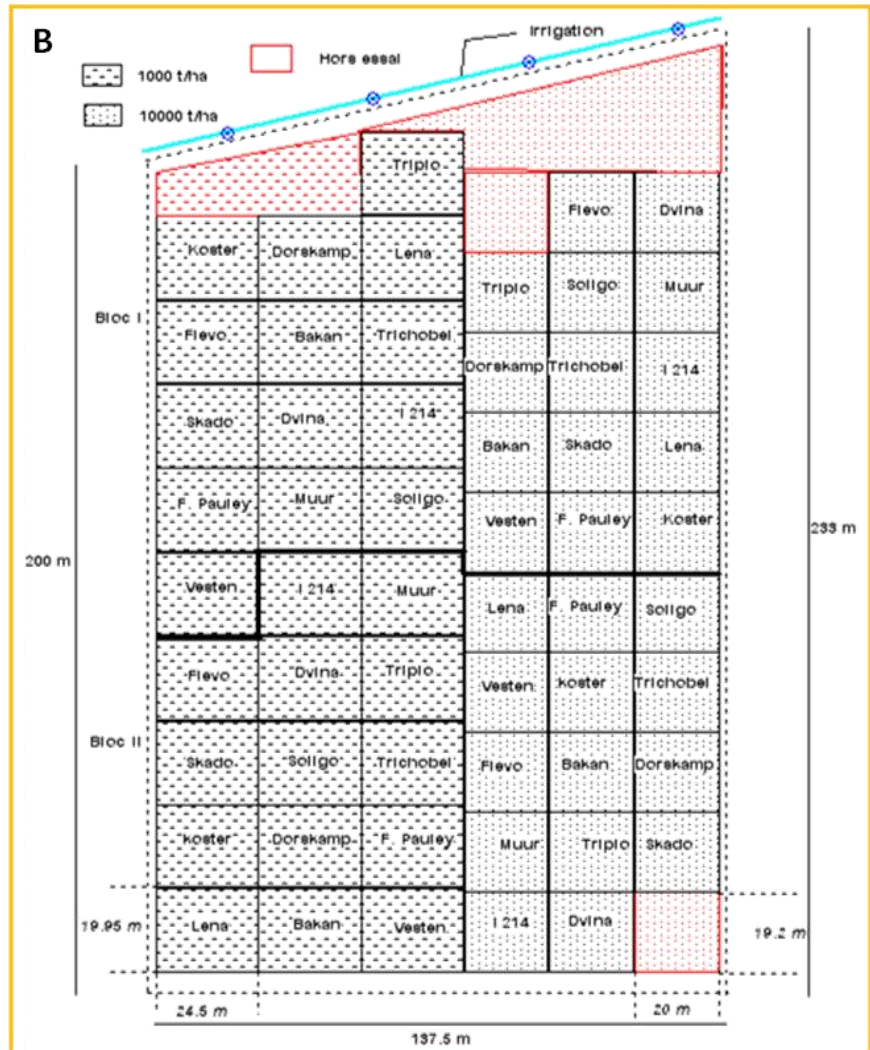 B
Irrigation
Hors essai
1000 t/ha
10000 t/ha
Triplo
Flevo Dvina
Koster Dorskamp Lena
Triplo Soligo Muur
Bloc I
Flevo Bakan Trichobel
Dorskamp Trichobel I 214
Skado Dvina I 214
Bakan Skado Lena
F. Pauley Muur Soligo
Vesten F. Pauley Koster
200 m
233 m
Vesten I 214 Muur
Lena F. Pauley Soligo
Flevo Dvina Triplo
Vesten koster Trichobel
Bloc II
Skado Soligo Trichobel
Flevo Bakan Dorskamp
koster Dorskamp F. Pauley
Muur Triplo Skado
19.95 m
Lena Bakan Vesten
I 214 Dvina
19.2 m
24.5 m
20 m
137.5 m